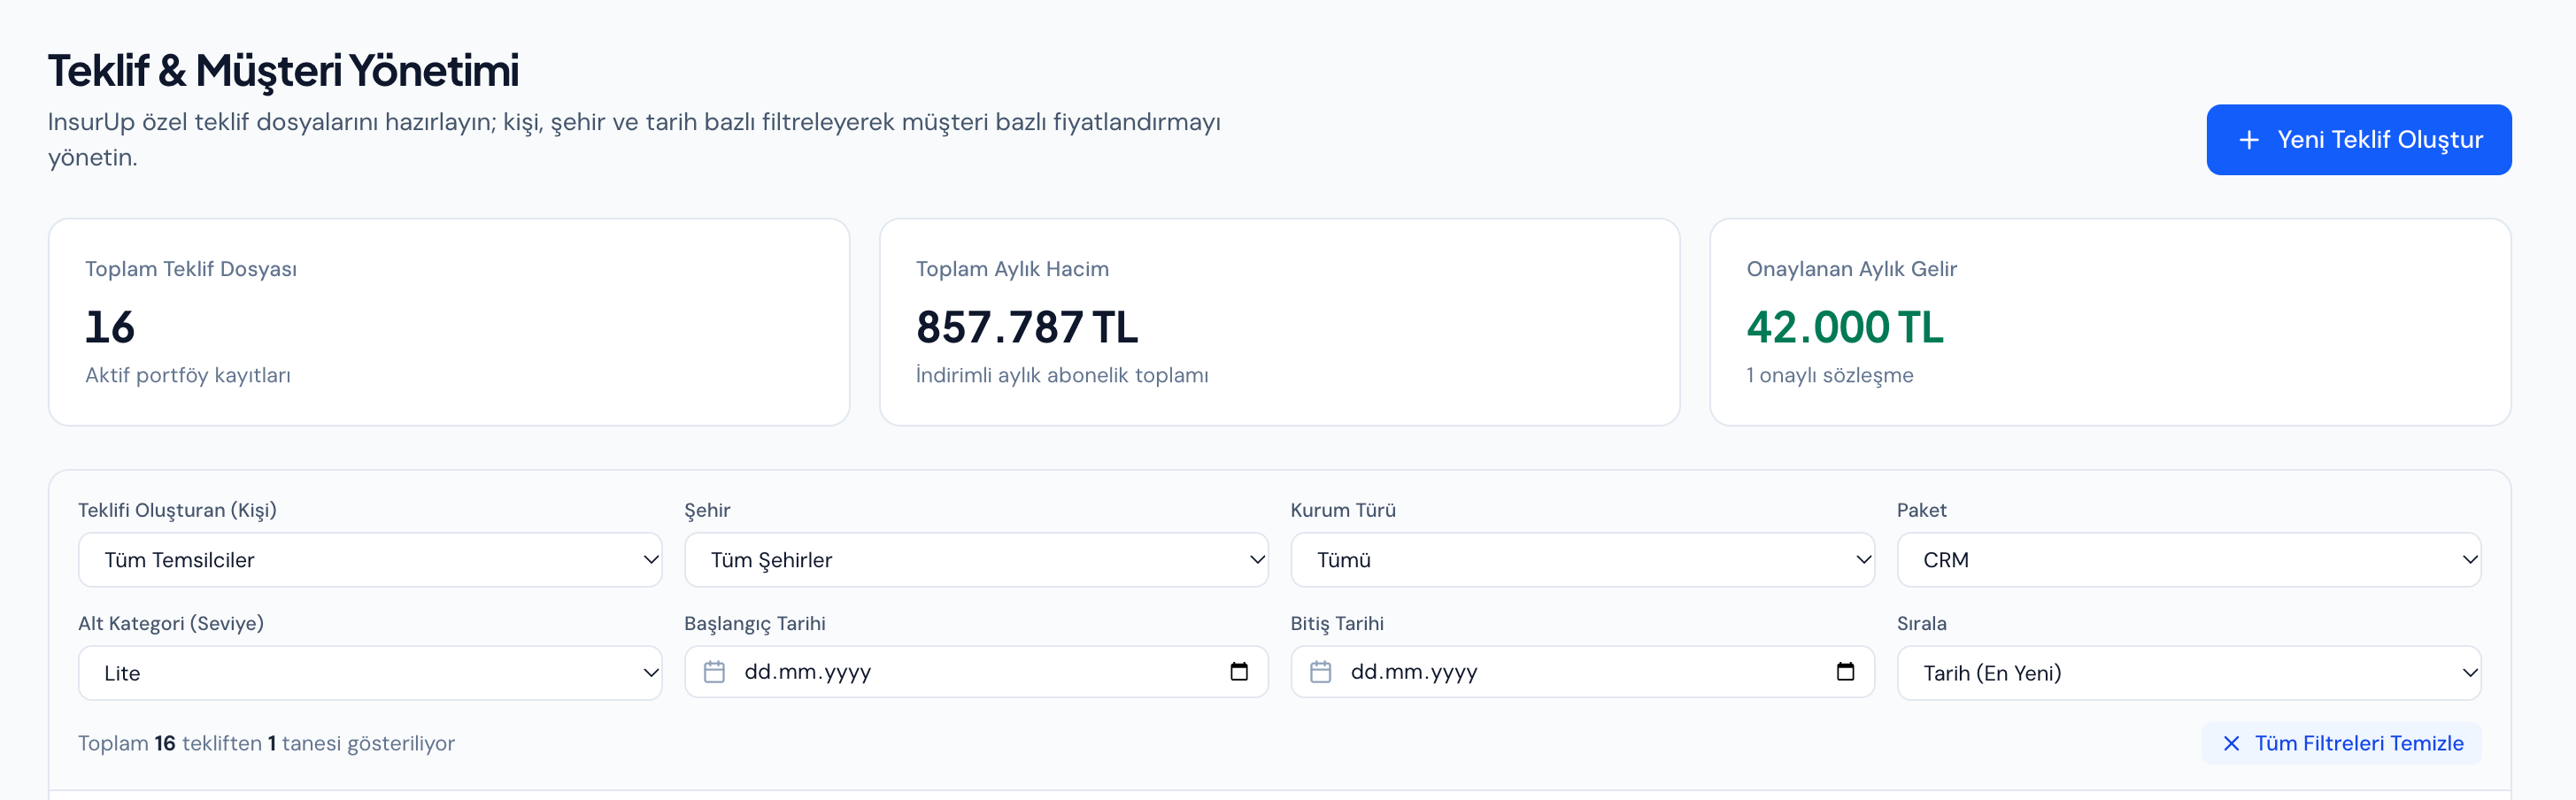 Teklif & Müşteri Yönetimi
InsurUp özel teklif dosyalarını hazırlayın; kişi, şehir ve tarih bazlı filtreleyerek müşteri bazlı fiyatlandırmayı
yönetin.
Yeni Teklif Oluştur
Toplam Teklif Dosyası
16
Aktif portföy kayıtları
Toplam Aylık Hacim
857.787 TL
İndirimli aylık abonelik toplamı
Onaylanan Aylık Gelir
42.000 TL
1 onaylı sözleşme
Teklifi Oluşturan (Kişi)
Tüm Temsilciler
Şehir
Tüm Şehirler
Kurum Türü
Tümü
Paket
CRM
Alt Kategori (Seviye)
Lite
Başlangıç Tarihi
dd.mm.yyyy
Bitiş Tarihi
dd.mm.yyyy
Sırala
Tarih (En Yeni)
Toplam 16 tekliften 1 tanesi gösteriliyor
Tüm Filtreleri Temizle